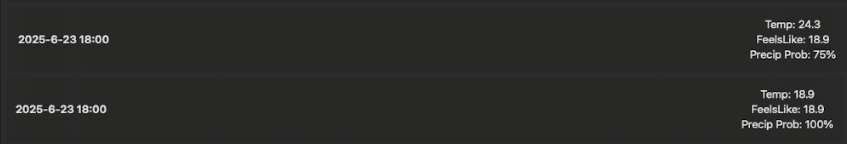 2025-6-23 18:00
Temp: 24.3
FeelsLike: 18.9
Precip Prob: 75%
2025-6-23 18:00
Temp: 18.9
FeelsLike: 18.9
Precip Prob: 100%